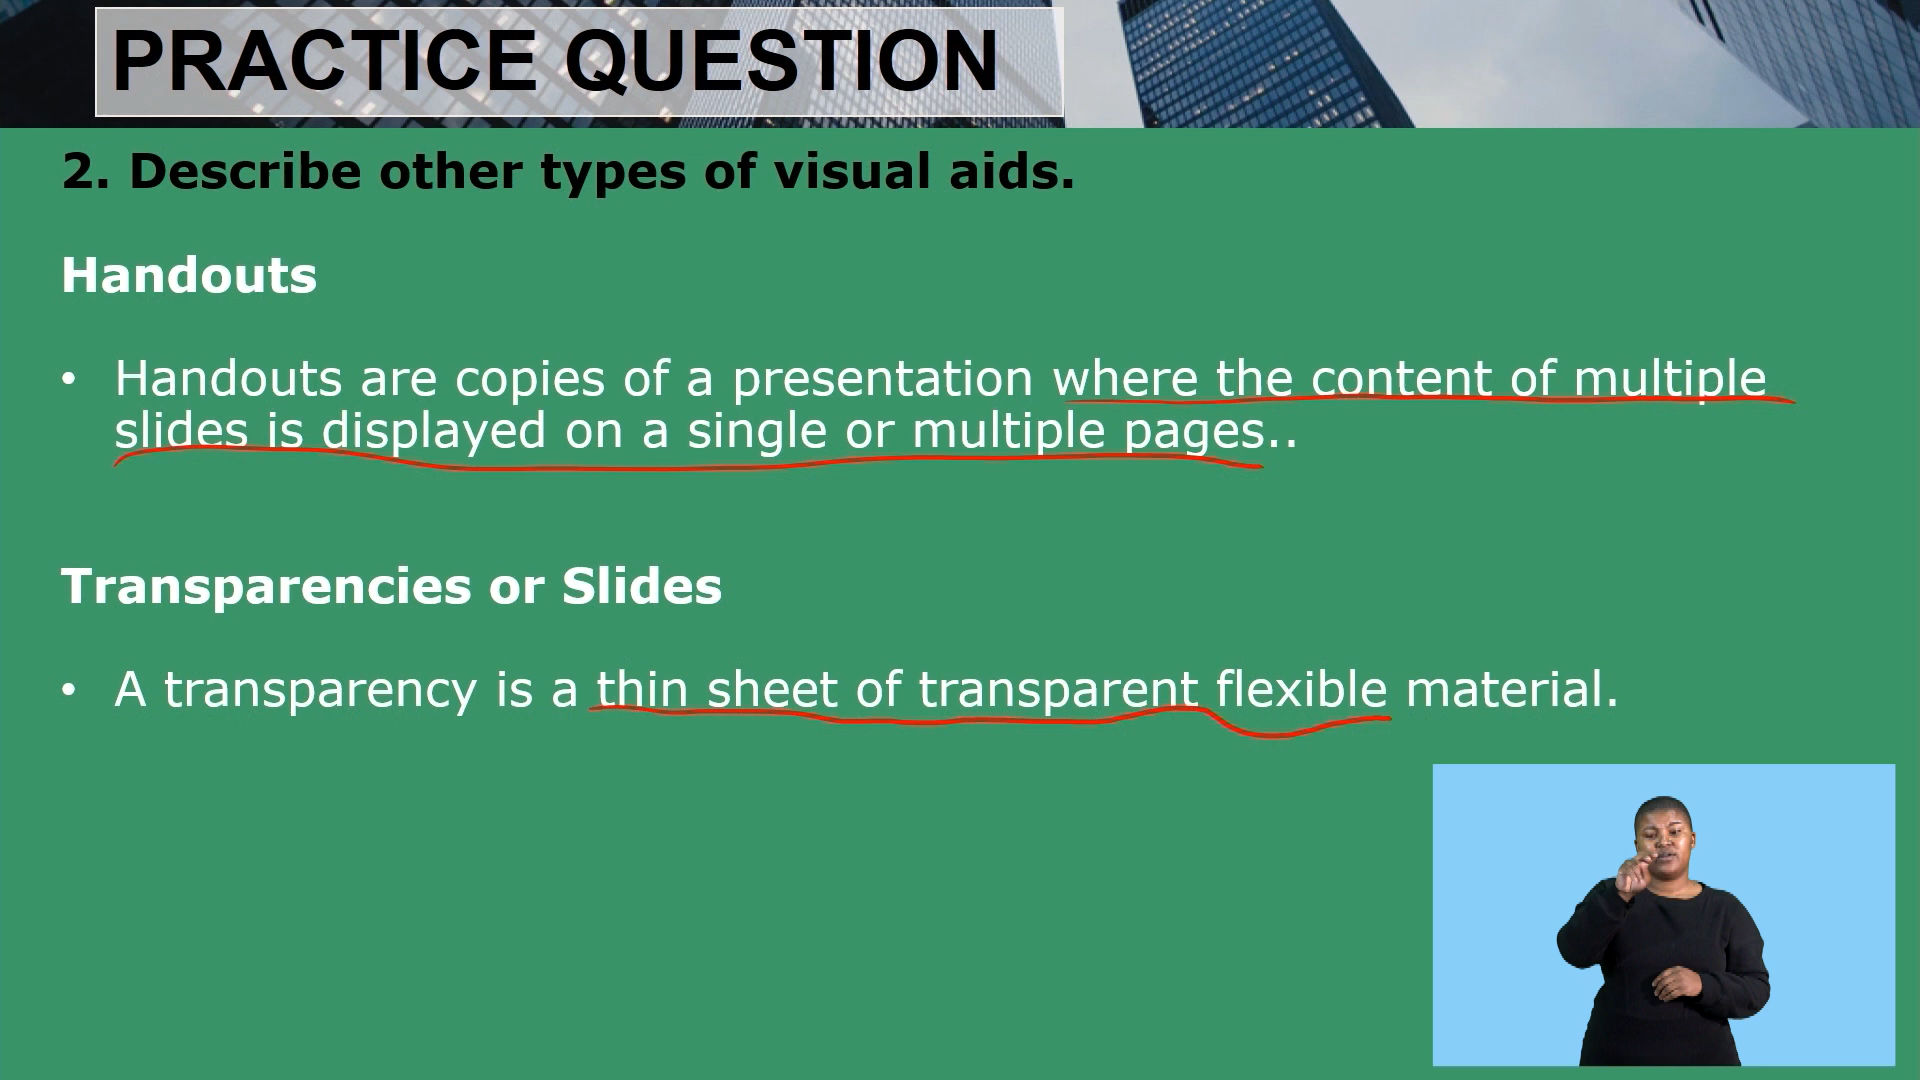 PRACTICE QUESTION
2. Describe other types of visual aids.
Handouts
• Handouts are copies of a presentation where the content of multiple
slides is displayed on a single or multiple pages..
Transparencies or Slides
• A transparency is a thin sheet of transparent flexible material.